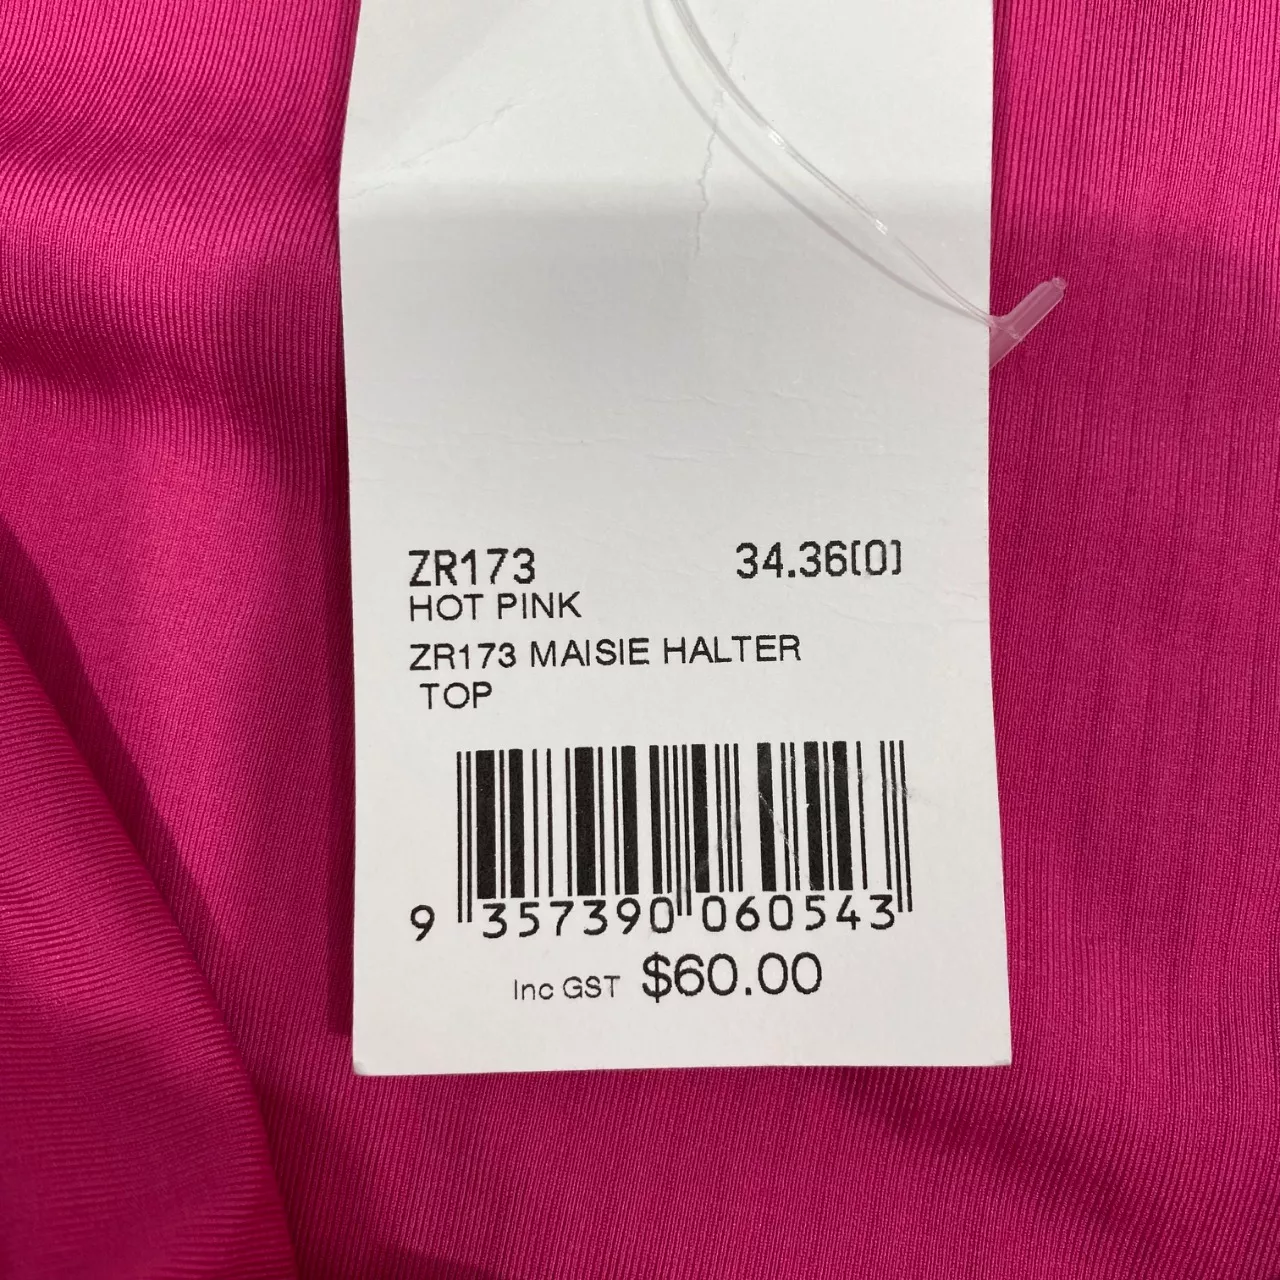 ZR173 34.36[0]
HOT PINK
ZR173 MAISIE HALTER
TOP
9 357390 060543
Inc GST $60.00